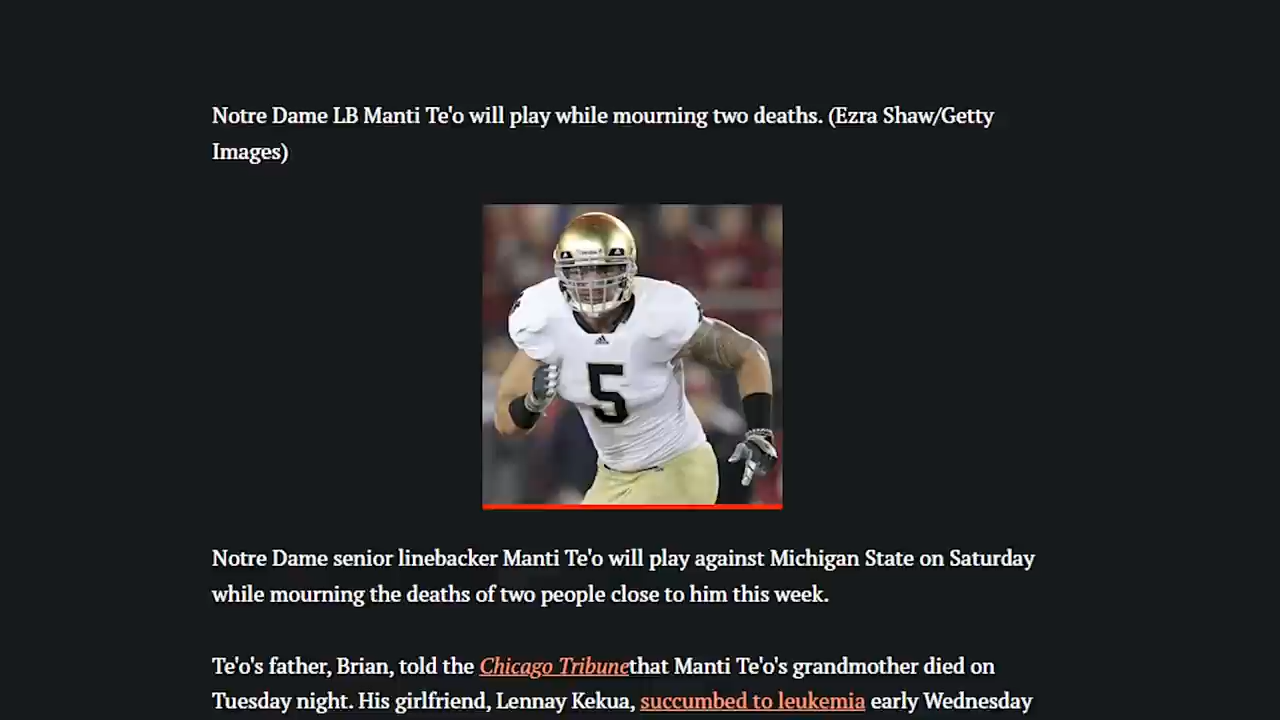 Notre Dame LB Manti Te'o will play while mourning two deaths. (Ezra Shaw/Getty
Images)
5
Notre Dame senior linebacker Manti Te'o will play against Michigan State on Saturday
while mourning the deaths of two people close to him this week.
Te'o's father, Brian, told the Chicago Tribunethat Manti Te'o's grandmother died on
Tuesday night. His girlfriend, Lennay Kekua, succumbed to leukemia early Wednesday